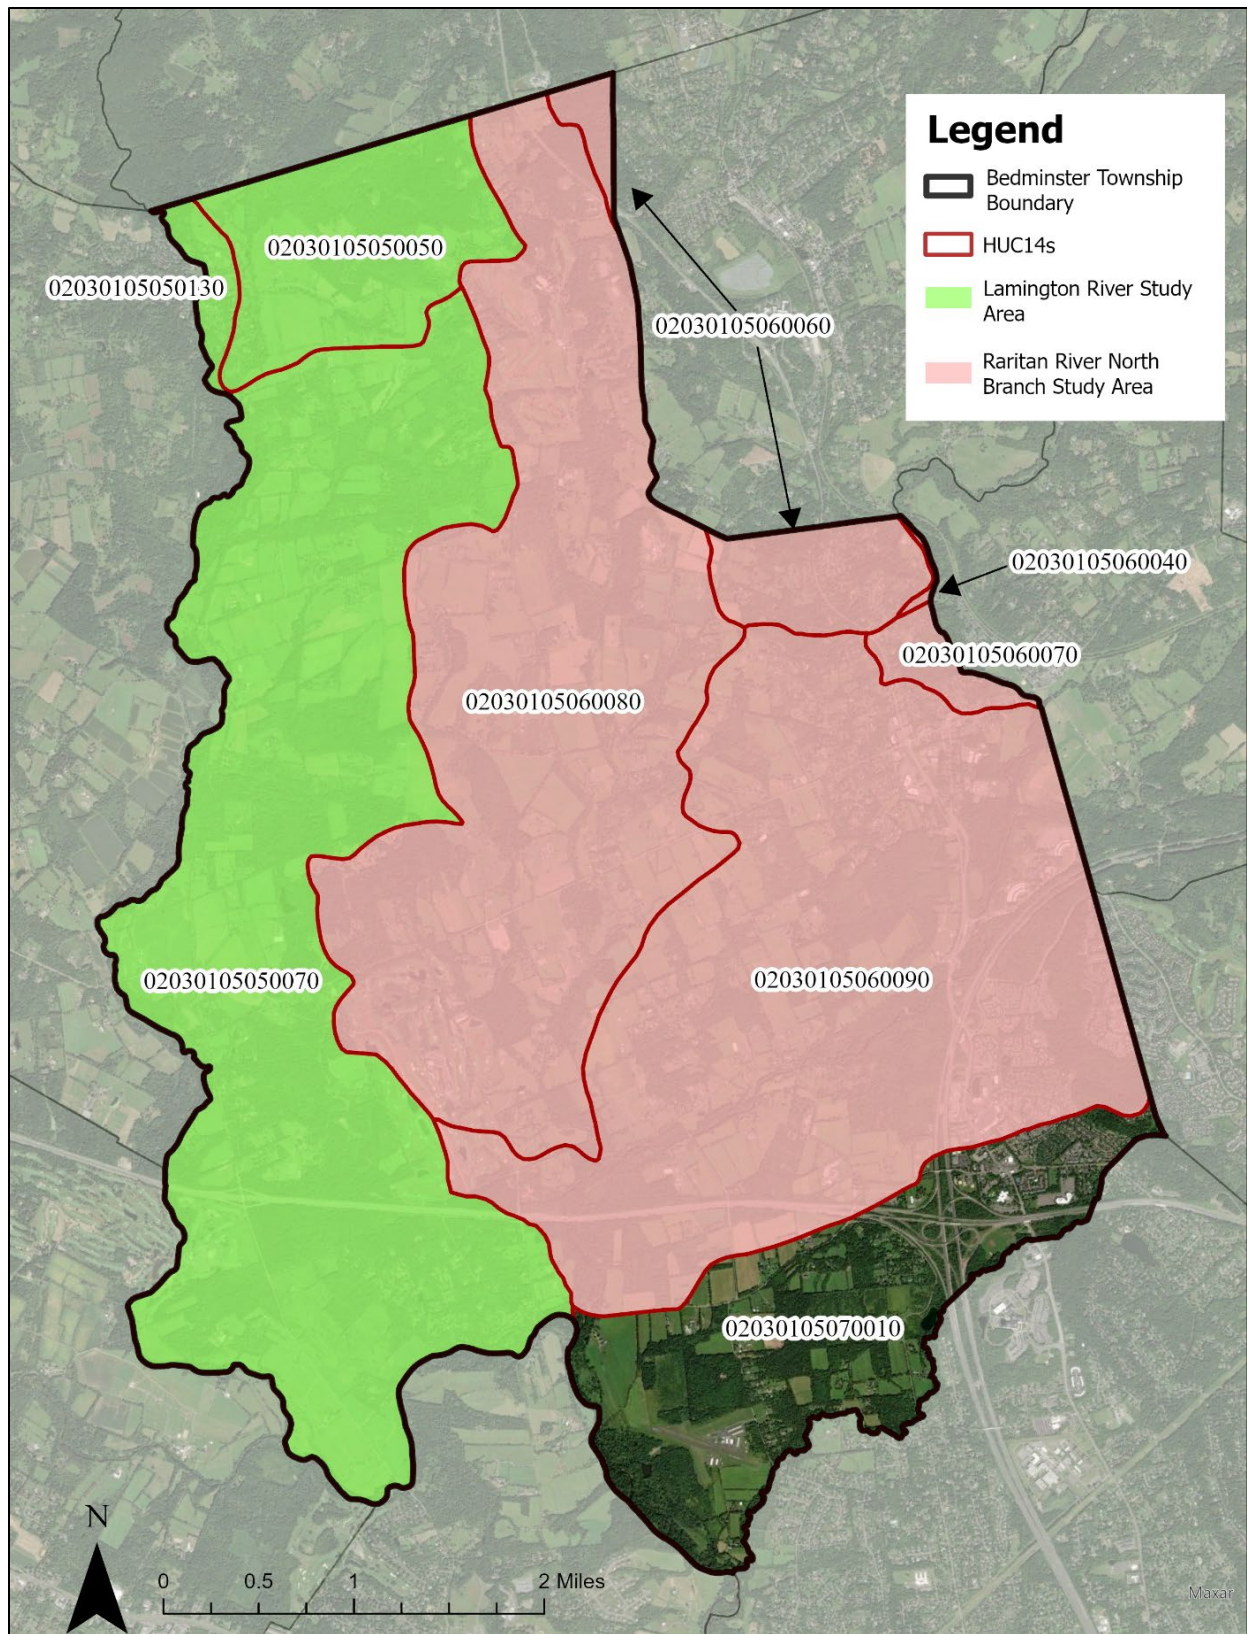 Legend
Bedminster Township
Boundary
HUC14s
Lamington River Study
Area
Raritan River North
Branch Study Area
02030105050050
02030105050130
02030105060060
02030105060040
02030105060070
02030105060080
02030105050070
02030105060090
02030105070010
N
0 0.5 1 2 Miles
Maxar